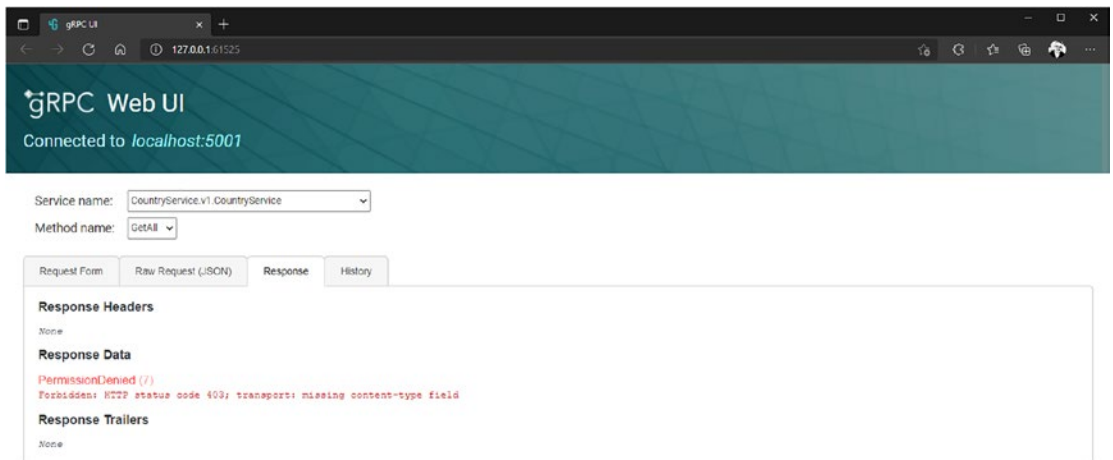 gRPC UI
127.0.0.1:61525
gRPC Web UI
Connected to localhost:5001
Service name: CountryService.v1.CountryService
Method name: GetAll
Request Form Raw Request (JSON) Response History
Response Headers
None
Response Data
PermissionDenied (7)
Forbidden: HTTP status code 403; transport: missing content-type field
Response Trailers
None